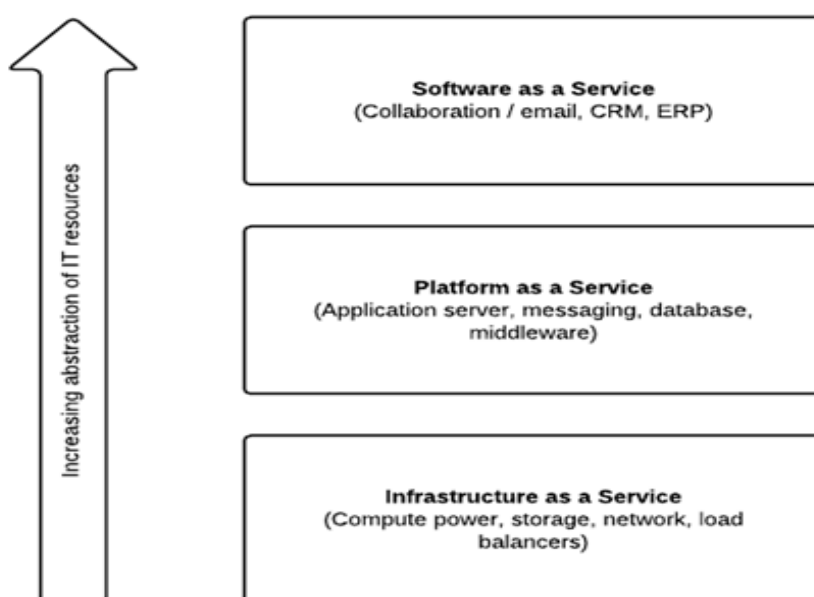 Software as a Service
(Collaboration / email, CRM, ERP)
Increasing abstraction of IT resources
Platform as a Service
(Application server, messaging, database,
middleware)
Infrastructure as a Service
(Compute power, storage, network, load
balancers)